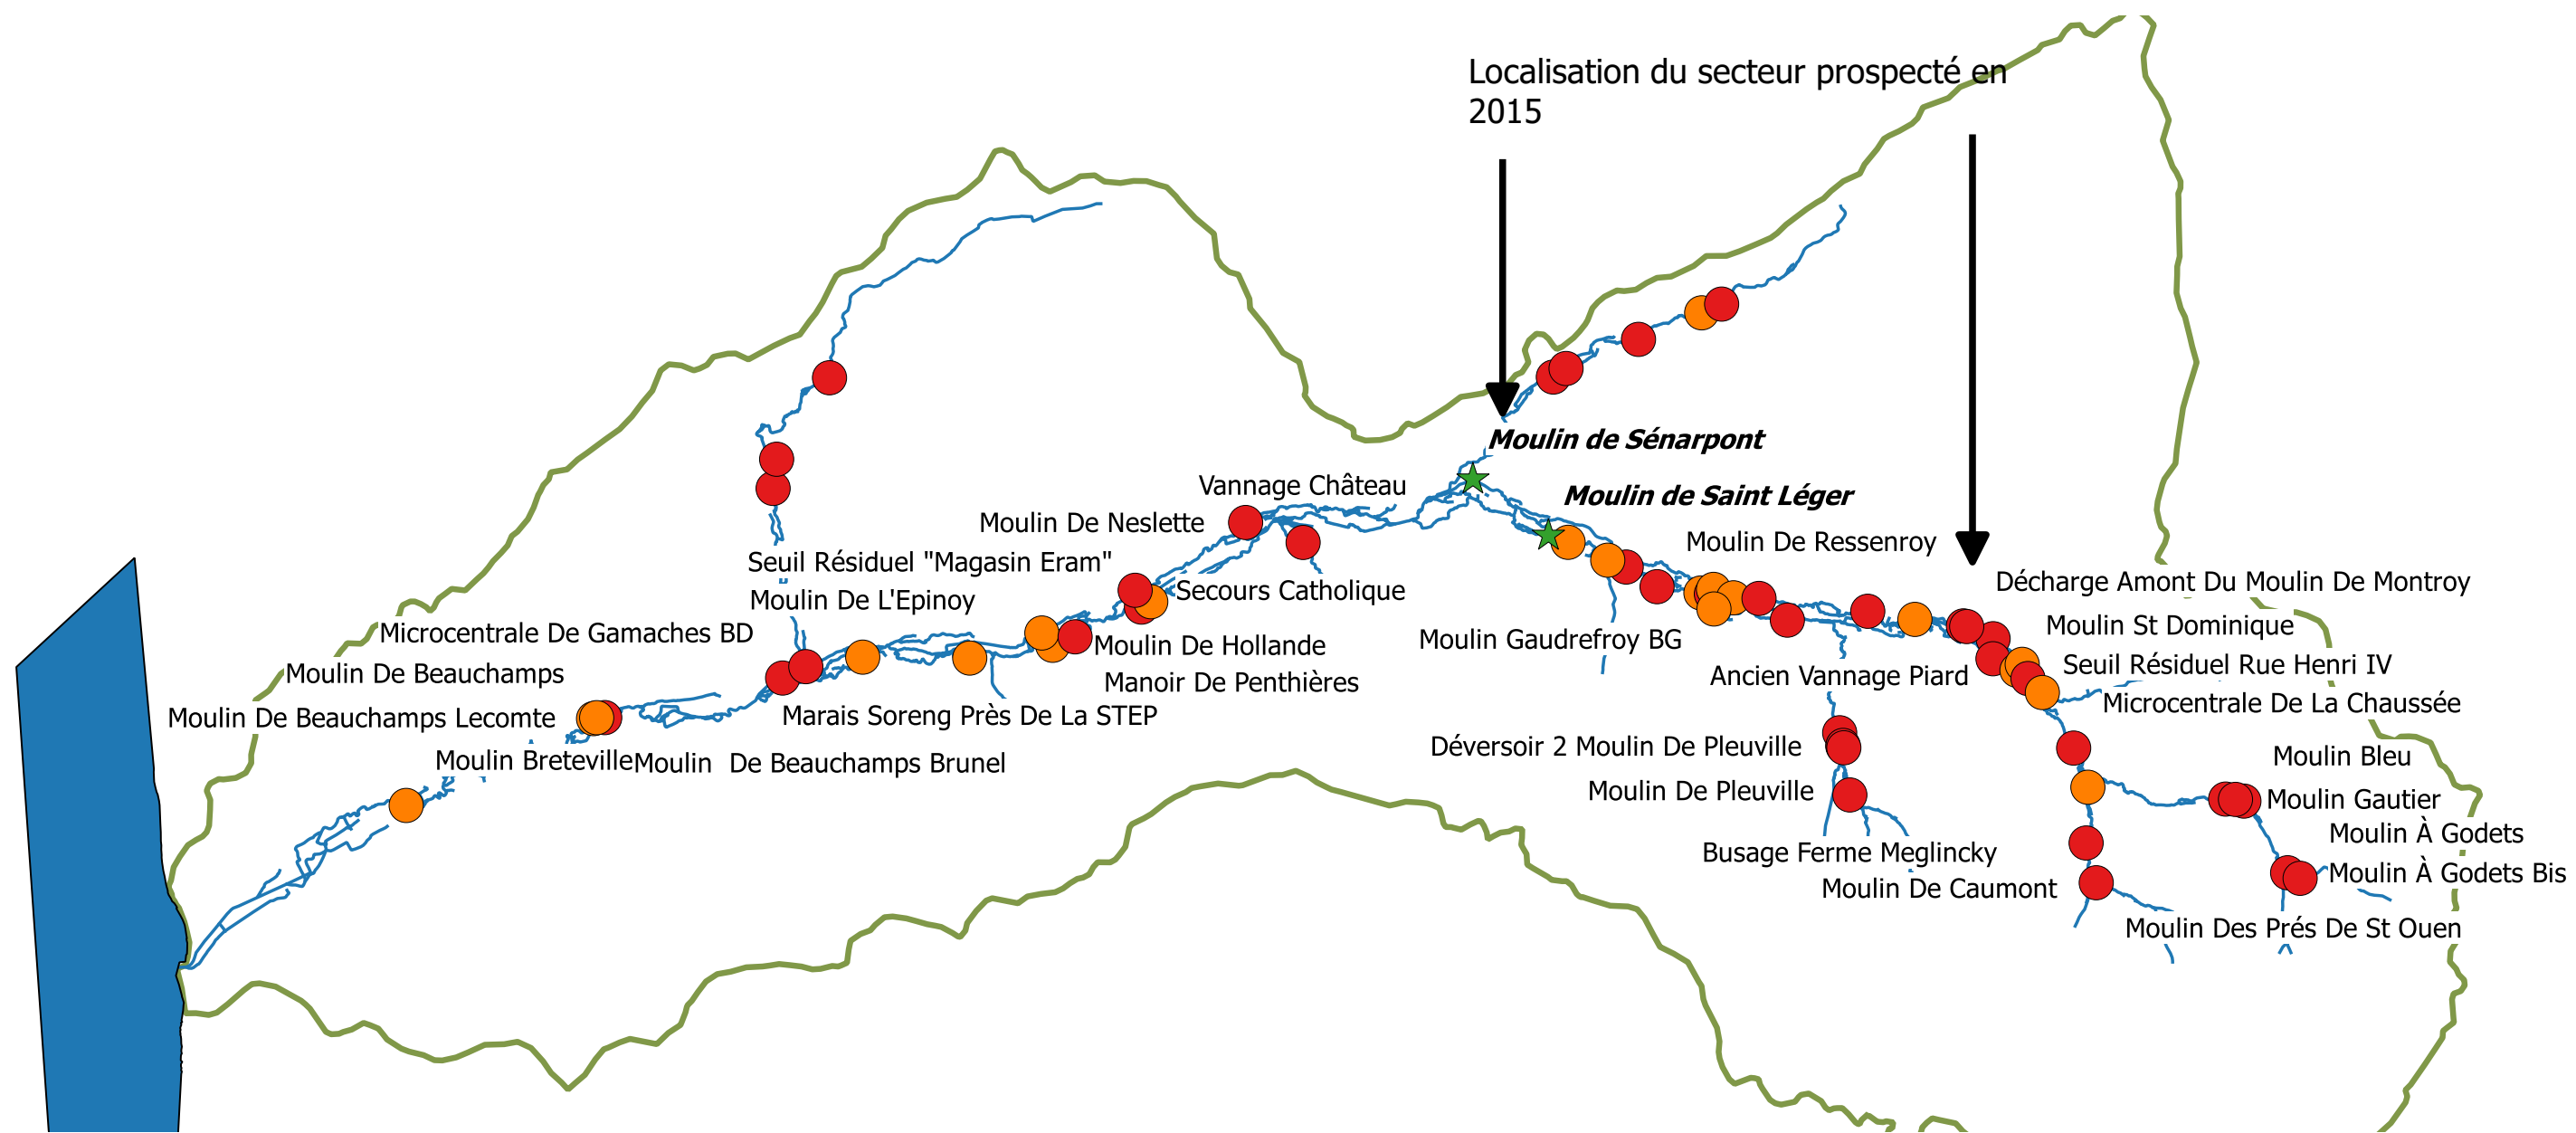 Localisation du secteur prospecté en
2015
Moulin de Sénarpont
Vannage Château
Moulin de Saint Léger
Moulin De Neslette
Moulin De Ressenroy
Seuil Résiduel "Magasin Eram"
Décharge Amont Du Moulin De Montroy
Secours Catholique
Moulin De L'Epinoy
Moulin St Dominique
Microcentrale De Gamaches BD
Moulin Gaudrefroy BG
Moulin De Hollande
Seuil Résiduel Rue Henri IV
Moulin De Beauchamps
Ancien Vannage Piard
Manoir De Penthières
Microcentrale De La Chaussée
Moulin De Beauchamps Lecomte
Marais Soreng Près De La STEP
Déversoir 2 Moulin De Pleuville
Moulin Bleu
Moulin Breteville
Moulin De Beauchamps Brunel
Moulin De Pleuville
Moulin Gautier
Moulin À Godets
Busage Ferme Meglincky
Moulin À Godets Bis
Moulin De Caumont
Moulin Des Prés De St Ouen